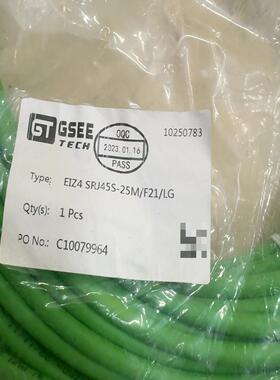 GSEE
TECH
OQC
2023.01.16
PASS
10250783
Type: EIZ4 SRJ45S-25M/F21/LG
Qty(s): 1 Pcs
PO No.: C10079964